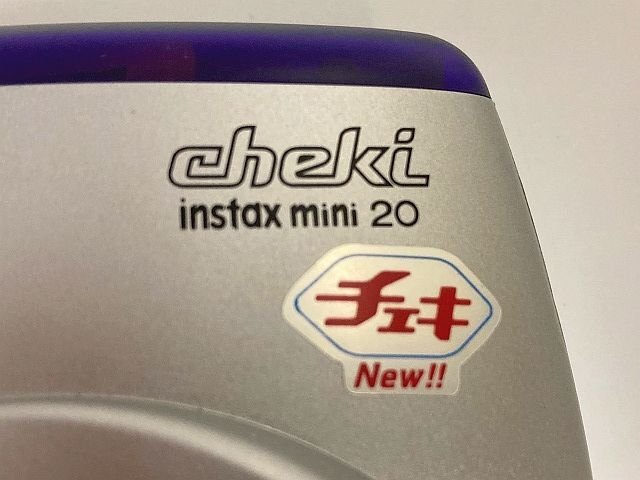 cheki
instax mini 20
チェキ
New!!